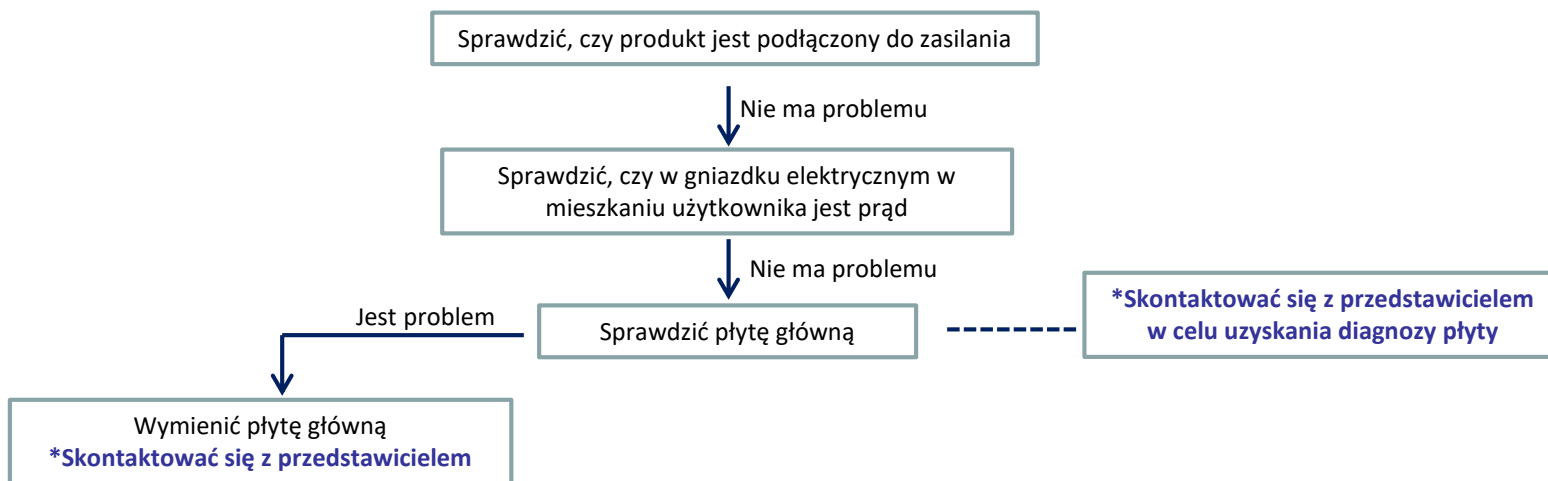 Sprawdzić, czy produkt jest podłączony do zasilania
Nie ma problemu
Sprawdzić, czy w gniazdku elektrycznym w
mieszkaniu użytkownika jest prąd
Nie ma problemu
*Skontaktować się z przedstawicielem
w celu uzyskania diagnozy płyty
Jest problem
Sprawdzić płytę główną
Wymienić płytę główną
*Skontaktować się z przedstawicielem